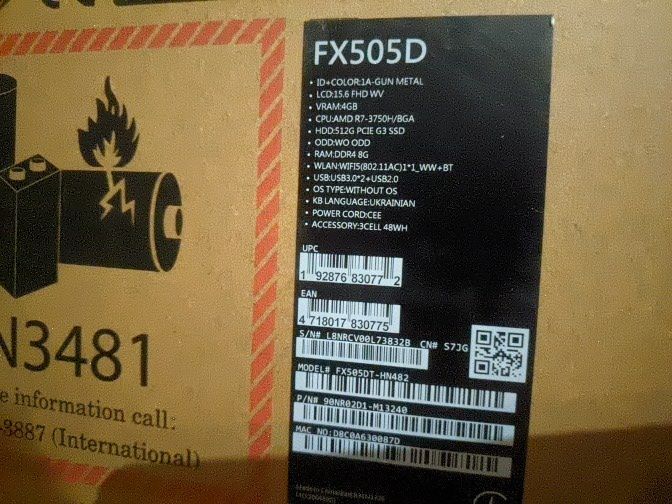 FX505D
• ID+COLOR:1A-GUN METAL
• LCD:15.6 FHD WV
• VRAM:4GB
• CPU:AMD R7-3750H/BGA
• HDD:512G PCIE G3 SSD
• ODD:WO ODD
• RAM:DDR4 8G
• WLAN:WIFI5(802.11AC)1*1_WW+BT
• USB:USB3.0*2+USB2.0
• OS TYPE:WITHOUT OS
• KB LANGUAGE:UKRAINIAN
• POWER CORD:CEE
• ACCESSORY:3CELL 48WH
UPC
1 92876 83077 2
EAN
4 718017 830775
S/N# L8NRCV00L73832B CN# S7JG
MODEL# FX505DT-HN482
P/N# 90NR02D1-M13240
MAC NO:D8C0A630087D
N3481
e information call:
-3887 (International)